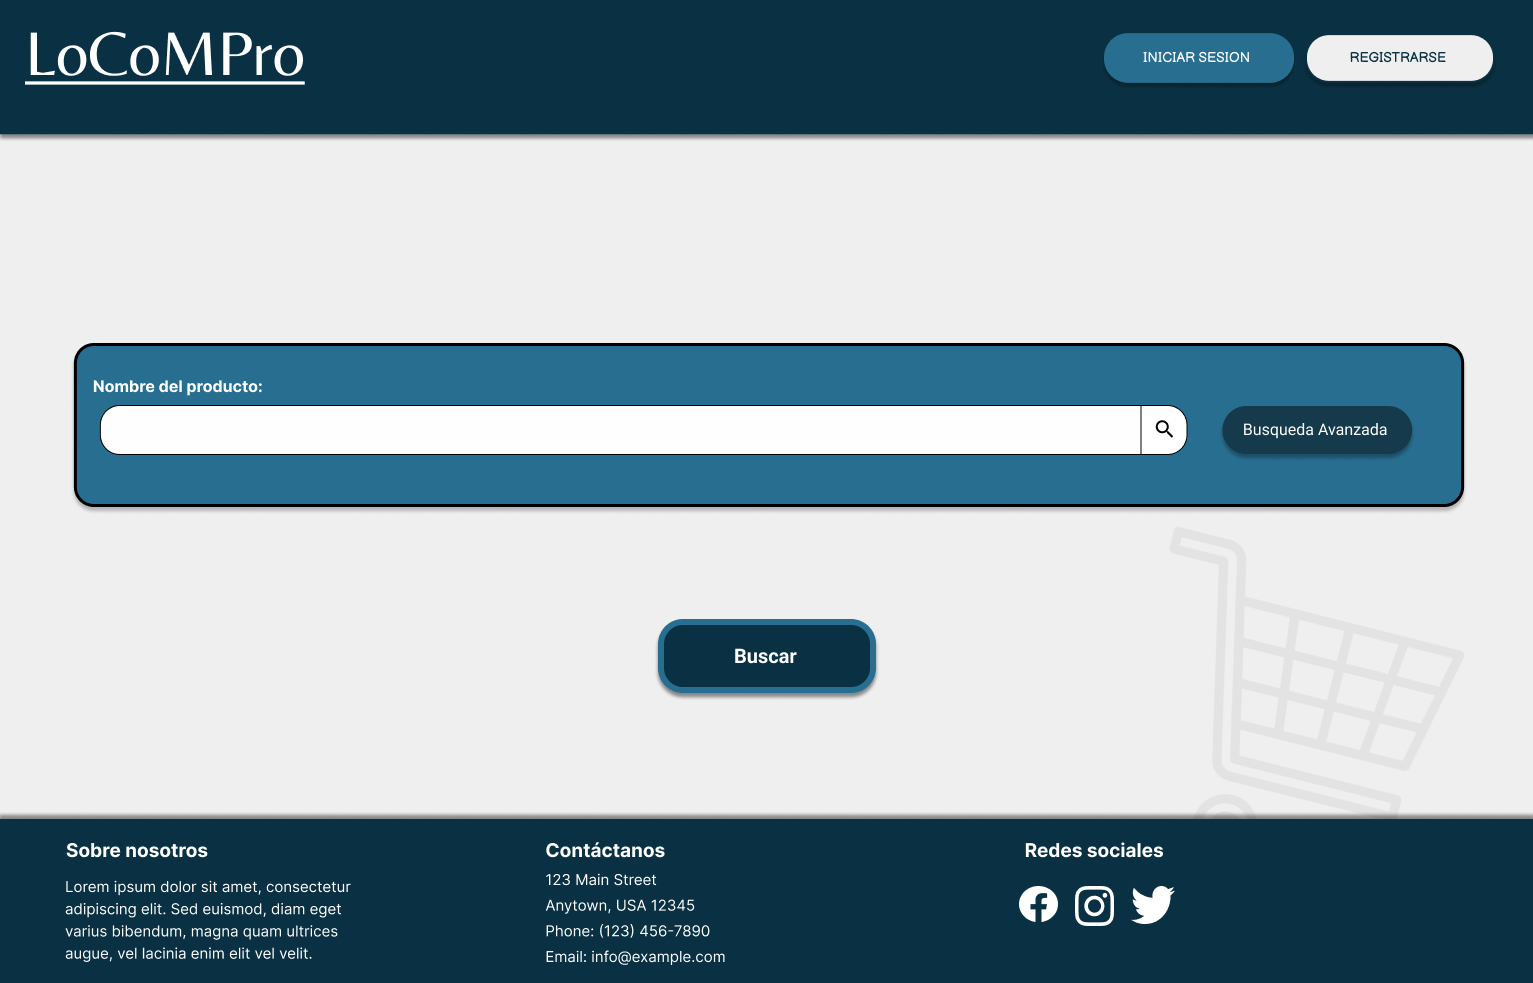 LoCoMPro
INICIAR SESION
REGISTRARSE
Nombre del producto:
Busqueda Avanzada
Buscar
Sobre nosotros
Lorem ipsum dolor sit amet, consectetur
adipiscing elit. Sed euismod, diam eget
varius bibendum, magna quam ultrices
augue, vel lacinia enim elit vel velit.
Contáctanos
123 Main Street
Anytown, USA 12345
Phone: (123) 456-7890
Email: info@example.com
Redes sociales